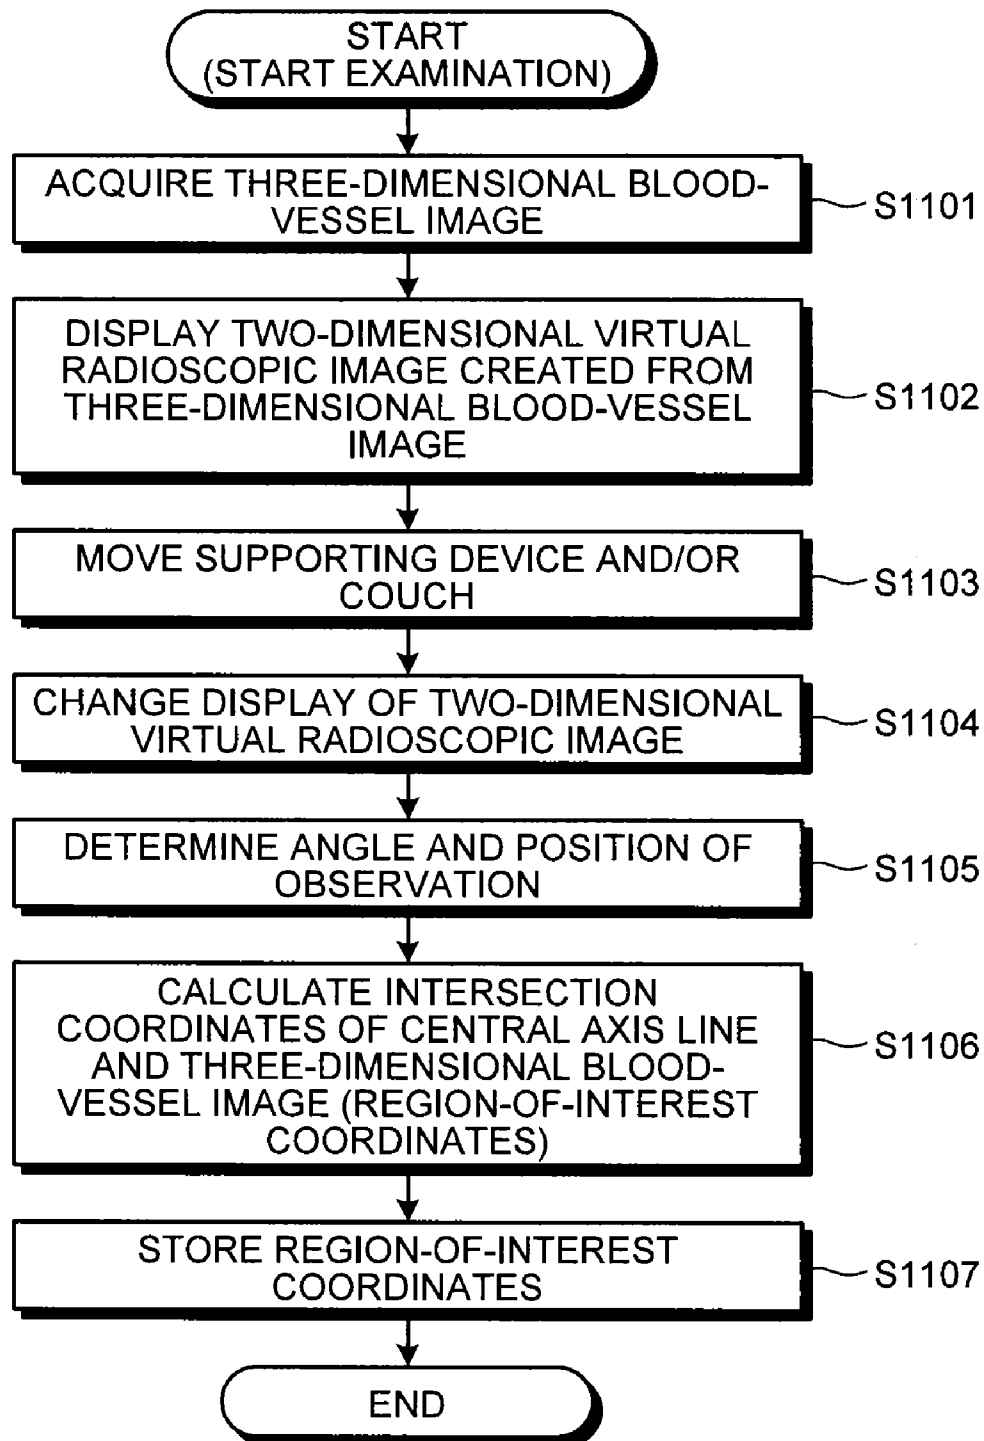 START
(START EXAMINATION)
ACQUIRE THREE-DIMENSIONAL BLOOD-
VESSEL IMAGE
S1101
DISPLAY TWO-DIMENSIONAL VIRTUAL
RADIOSCOPIC IMAGE CREATED FROM
THREE-DIMENSIONAL BLOOD-VESSEL
IMAGE
S1102
MOVE SUPPORTING DEVICE AND/OR
COUCH
S1103
CHANGE DISPLAY OF TWO-DIMENSIONAL
VIRTUAL RADIOSCOPIC IMAGE
S1104
DETERMINE ANGLE AND POSITION OF
OBSERVATION
S1105
CALCULATE INTERSECTION
COORDINATES OF CENTRAL AXIS LINE
AND THREE-DIMENSIONAL BLOOD-
VESSEL IMAGE (REGION-OF-INTEREST
COORDINATES)
S1106
STORE REGION-OF-INTEREST
COORDINATES
S1107
END